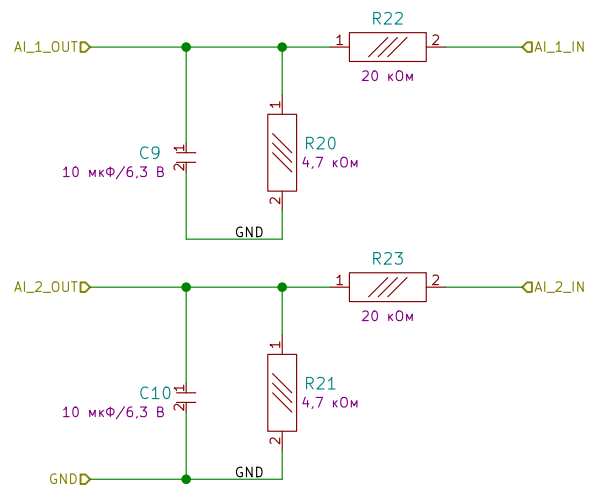 R22
AI_1_OUT
1
2
AI_1_IN
20 кОм
1
C9
1
R20
10 мкФ/6,3 В
2
4,7 кОм
2
GND
R23
AI_2_OUT
1
2
AI_2_IN
20 кОм
1
C10
1
R21
10 мкФ/6,3 В
2
4,7 кОм
2
GND
GND